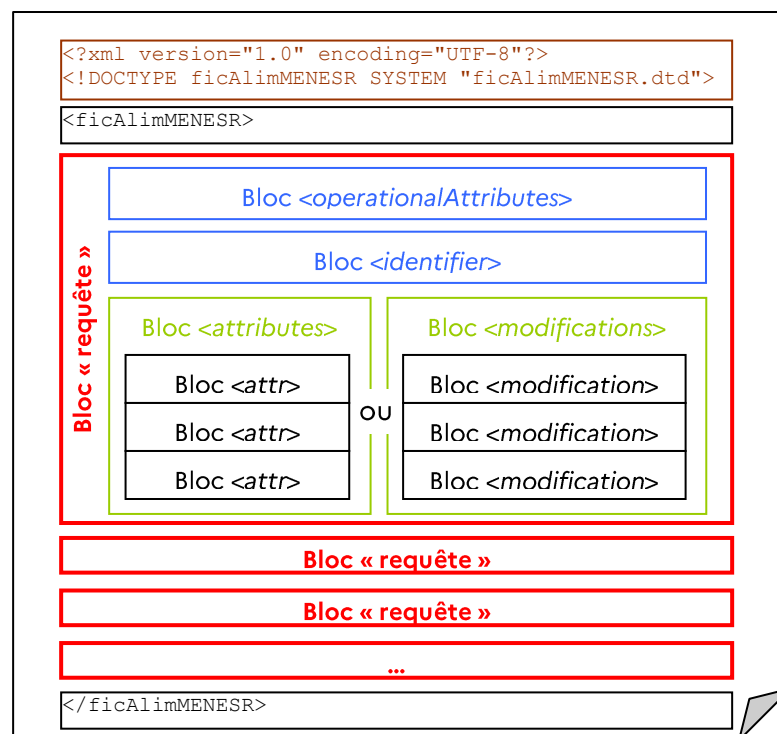 <?xml version="1.0" encoding="UTF-8"?>
<!DOCTYPE ficAlimMENESR SYSTEM "ficAlimMENESR.dtd">
<ficAlimMENESR>
Bloc « requête »
Bloc <operationalAttributes>
Bloc <identifier>
Bloc <attributes>
Bloc <attr>
Bloc <attr>
Bloc <attr>
ou
Bloc <modifications>
Bloc <modification>
Bloc <modification>
Bloc <modification>
Bloc « requête »
Bloc « requête »
...
</ficAlimMENESR>